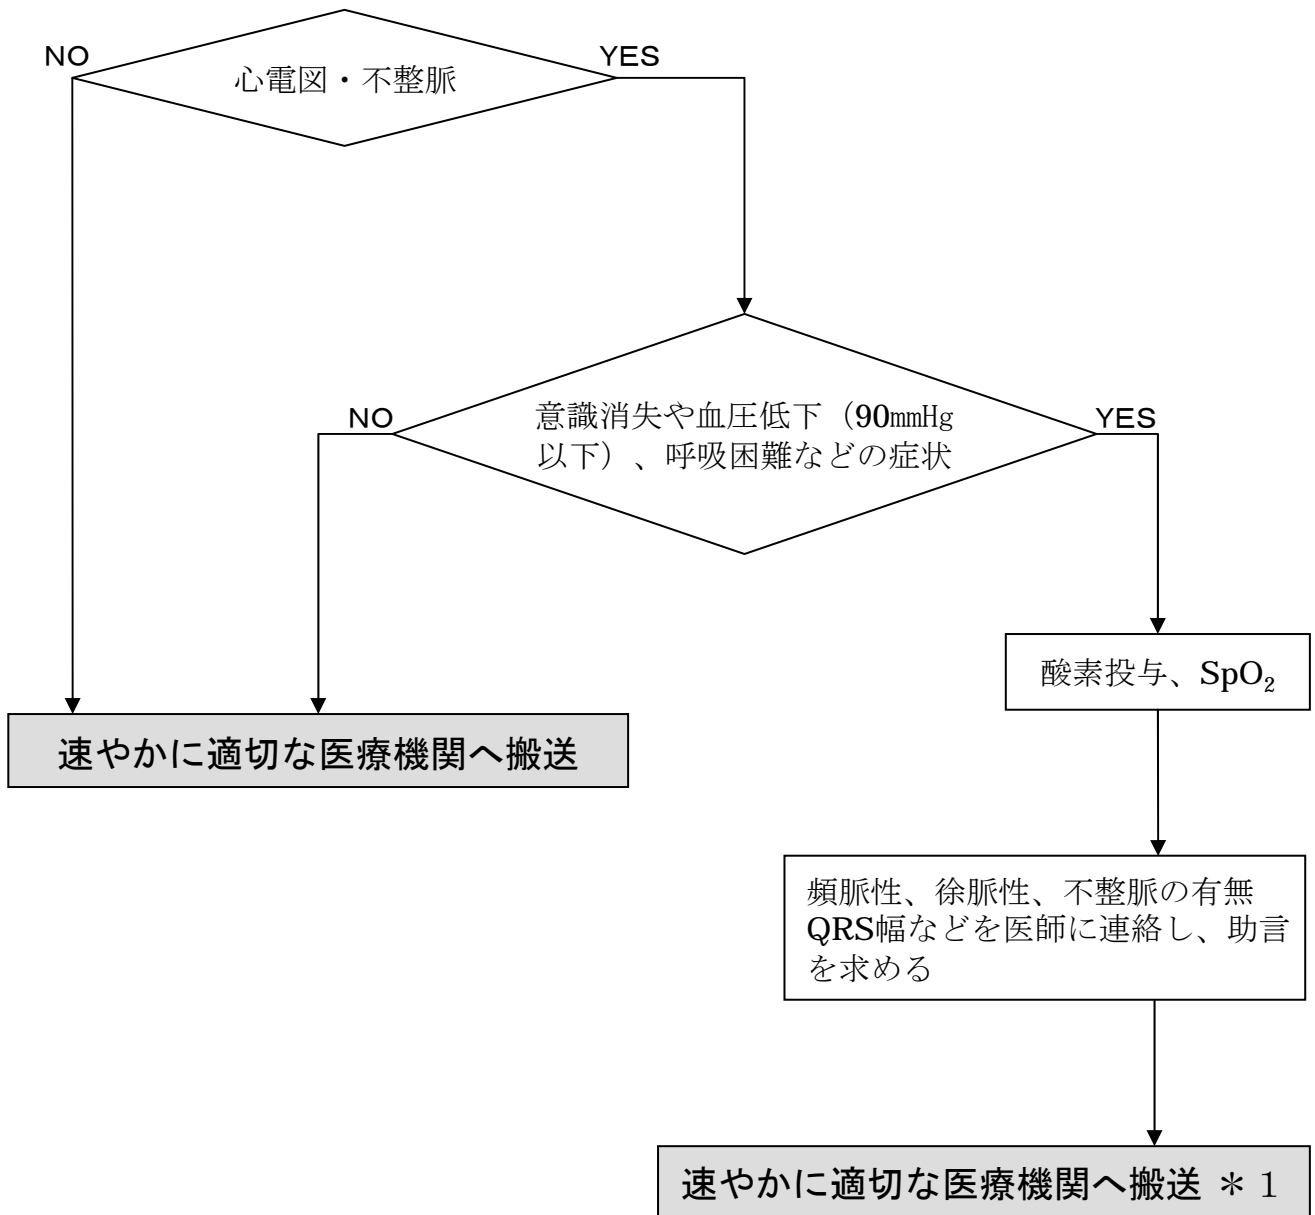 NO
YES
心電図・不整脈
NO
意識消失や血圧低下（90㎜Hg
以下）、呼吸困難などの症状
YES
酸素投与、SpO₂
速やかに適切な医療機関へ搬送
頻脈性、徐脈性、不整脈の有無
QRS幅などを医師に連絡し、助言
を求める
速やかに適切な医療機関へ搬送 ＊１